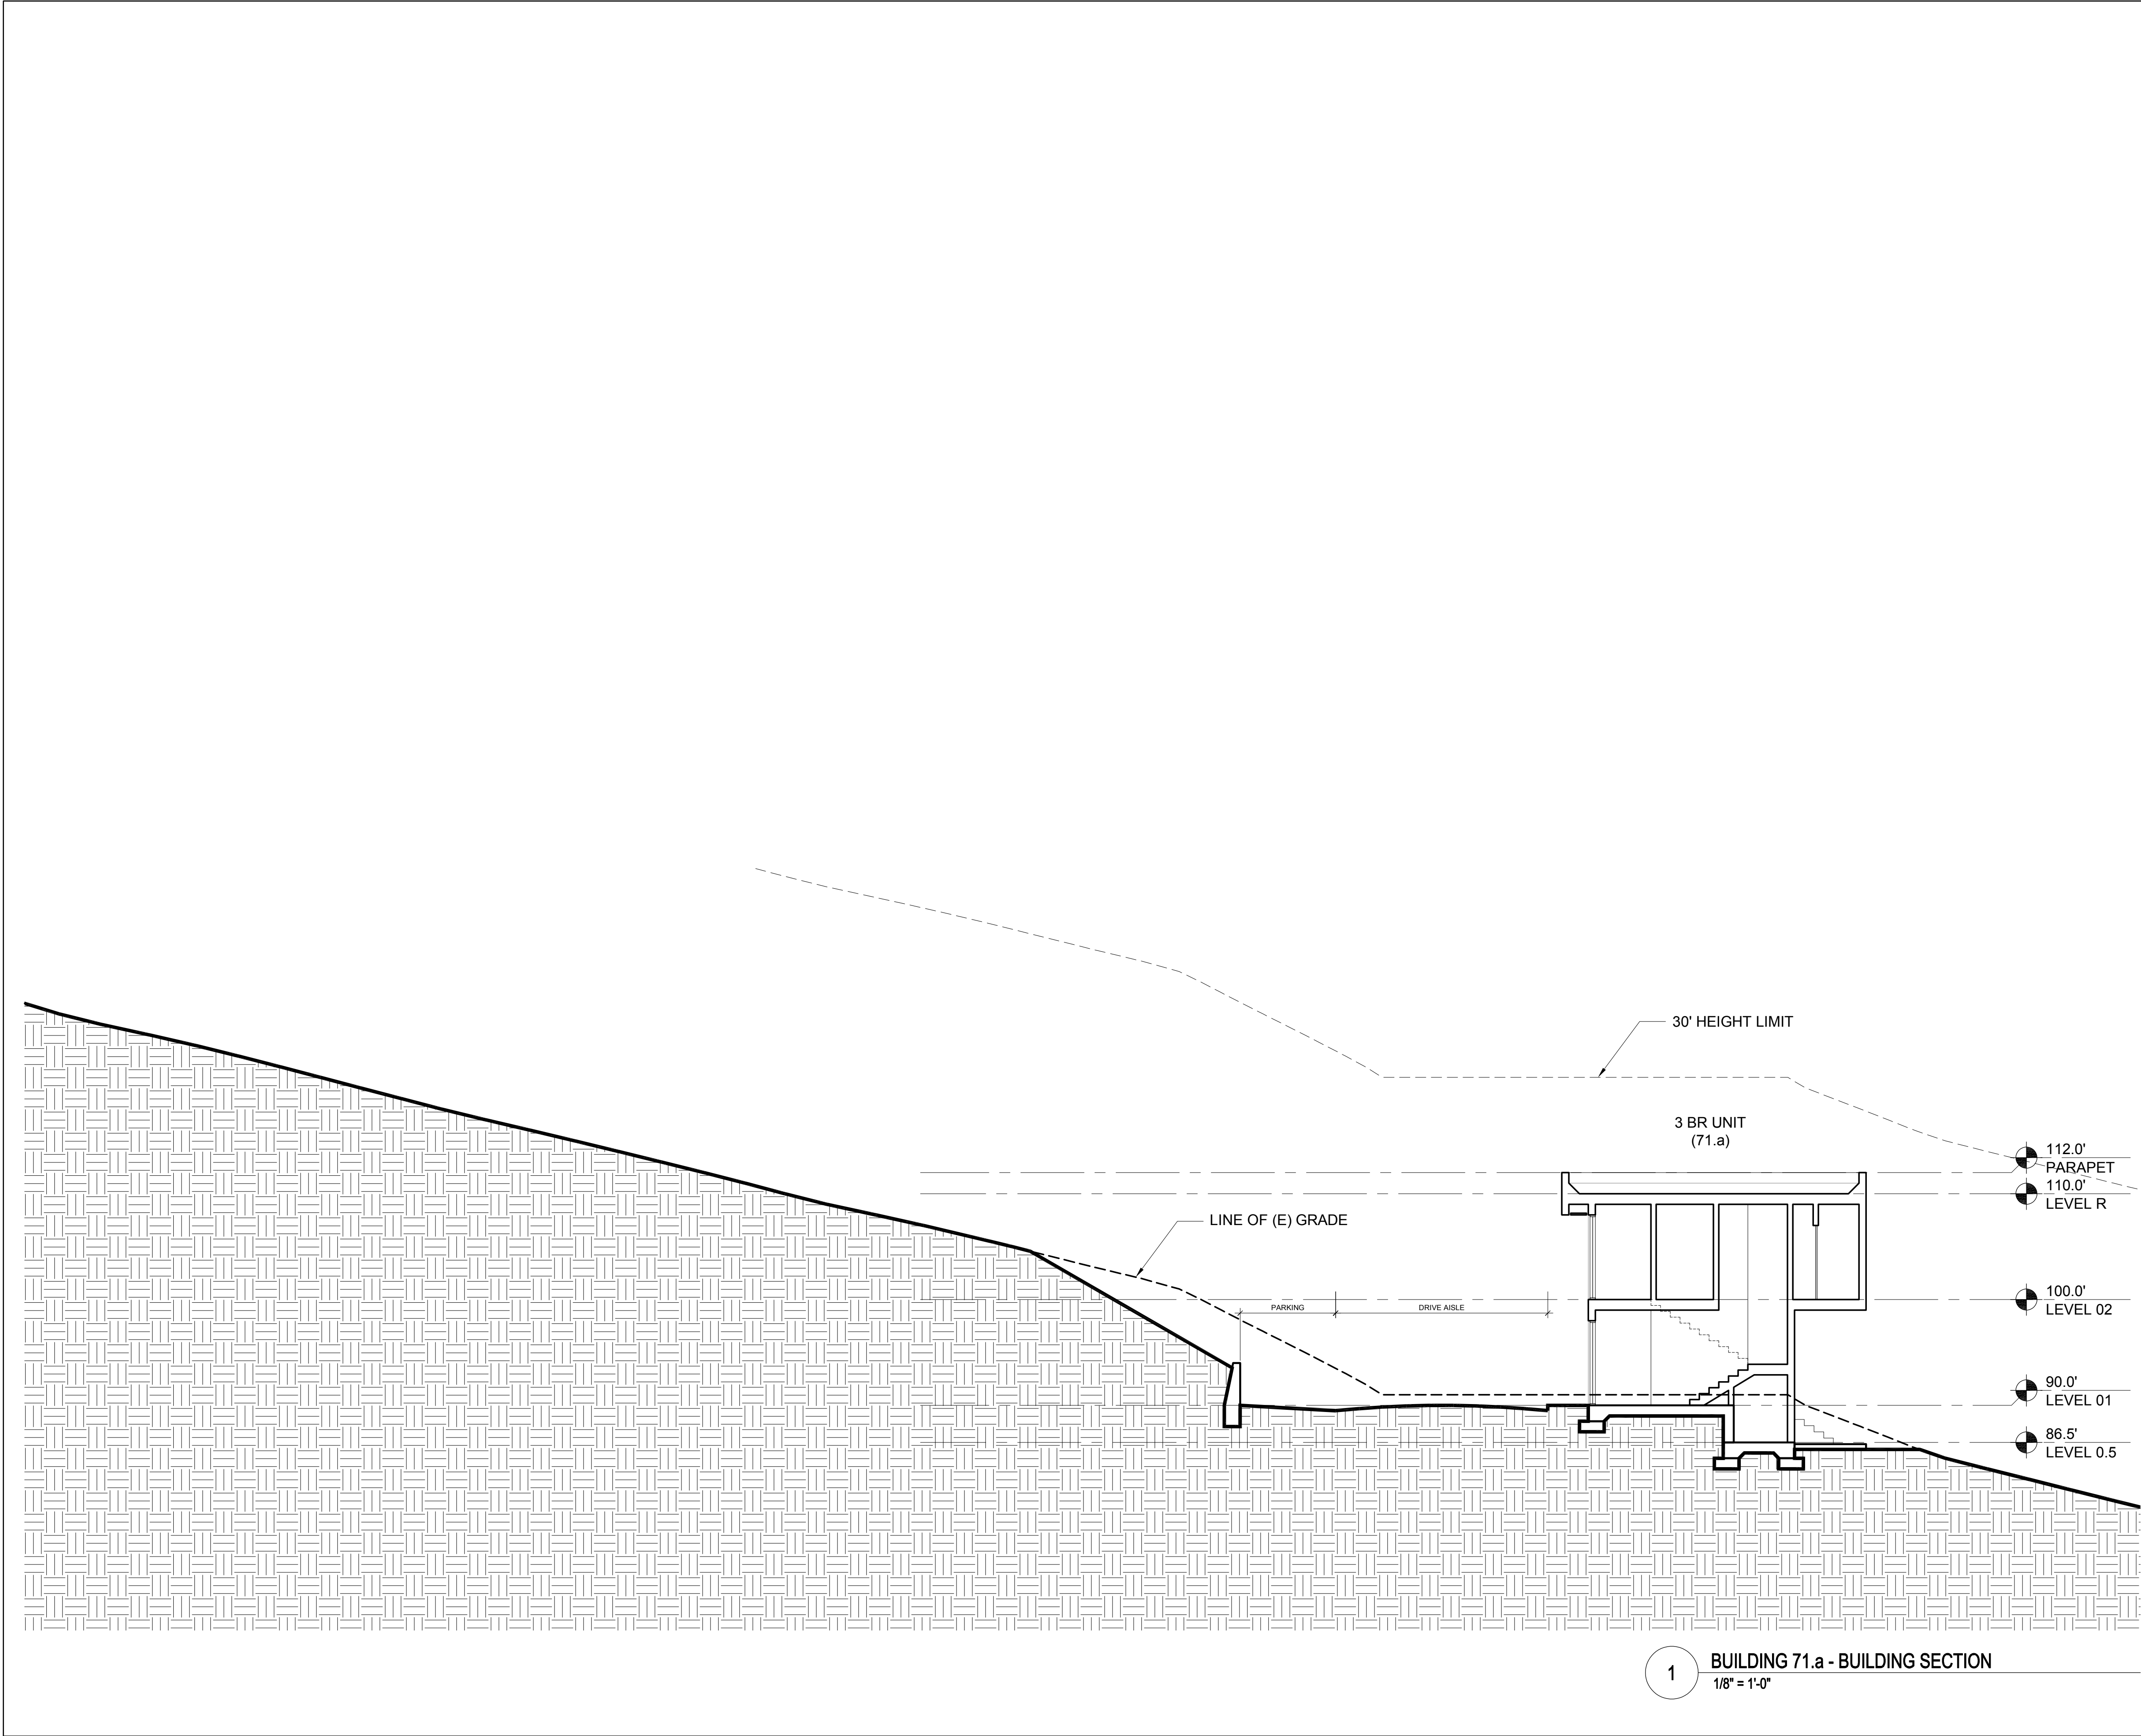 30' HEIGHT LIMIT
3 BR UNIT
(71.a)
112.0'
PARAPET
110.0'
LEVEL R
LINE OF (E) GRADE
PARKING
DRIVE AISLE
100.0'
LEVEL 02
90.0'
LEVEL 01
86.5'
LEVEL 0.5
1
BUILDING 71.a - BUILDING SECTION
1/8" = 1'-0"